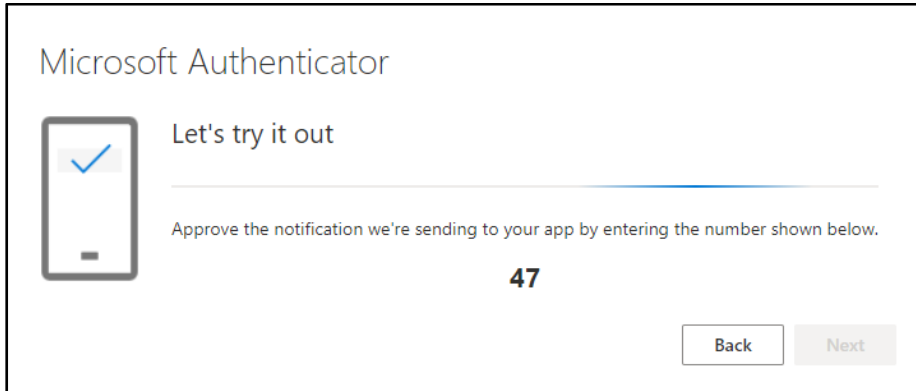 Microsoft Authenticator
Let's try it out
Approve the notification we're sending to your app by entering the number shown below.
47
Back
Next